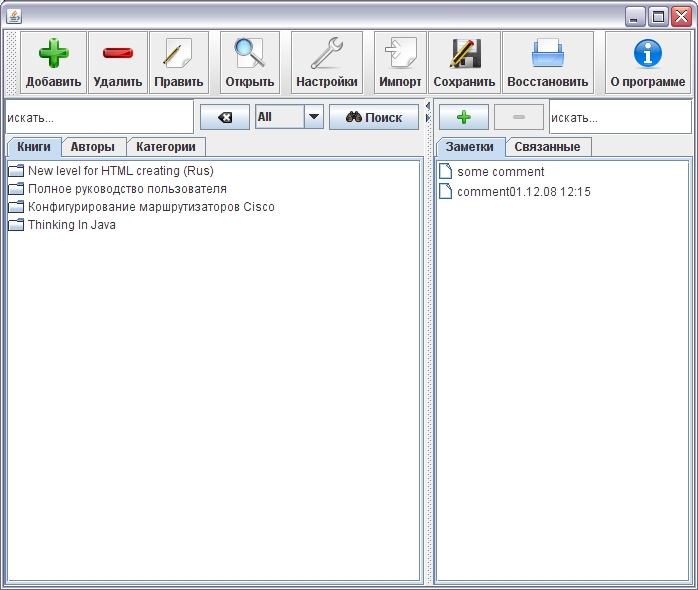 Добавить Удалить Править Открыть Настройки Импорт Сохранить Восстановить О программе
искать... All Поиск искать...
Книги Авторы Категории
New level for HTML creating (Rus)
Полное руководство пользователя
Конфигурирование маршрутизаторов Cisco
Thinking In Java
Заметки Связанные
some comment
comment01.12.08 12:15